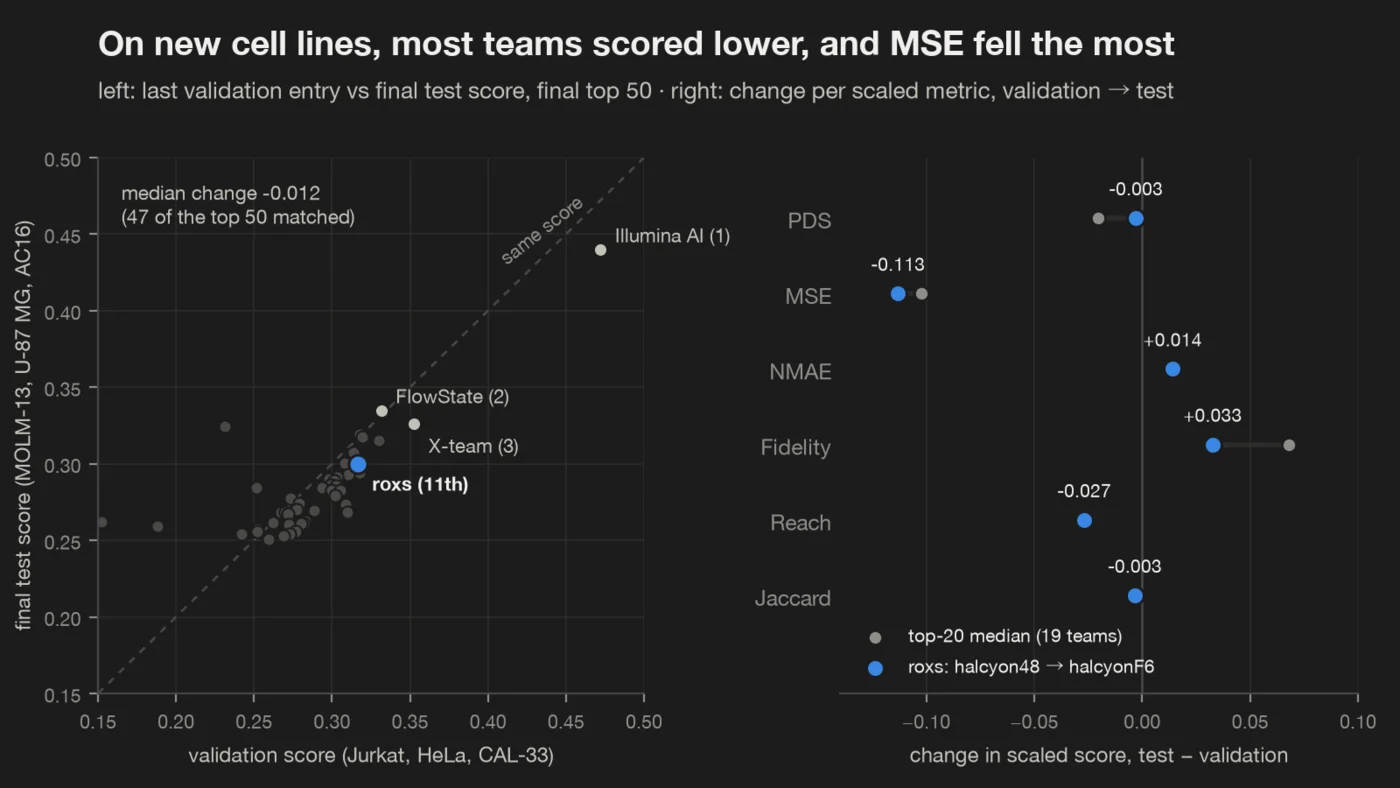 On new cell lines, most teams scored lower, and MSE fell the most
left: last validation entry vs final test score, final top 50 · right: change per scaled metric, validation → test
final test score (MOLM-13, U-87 MG, AC16)
0.50
0.45
0.40
0.35
0.30
0.25
0.20
0.15
median change -0.012
(47 of the top 50 matched)
same score
Illumina AI (1)
FlowState (2)
X-team (3)
roxs (11th)
0.15 0.20 0.25 0.30 0.35 0.40 0.45 0.50
validation score (Jurkat, HeLa, CAL-33)
-0.003
PDS
-0.113
MSE
+0.014
NMAE
+0.033
Fidelity
-0.027
Reach
-0.003
Jaccard
top-20 median (19 teams)
roxs: halcyon48 → halcyonF6
−0.10 −0.05 0.00 0.05 0.10
change in scaled score, test − validation